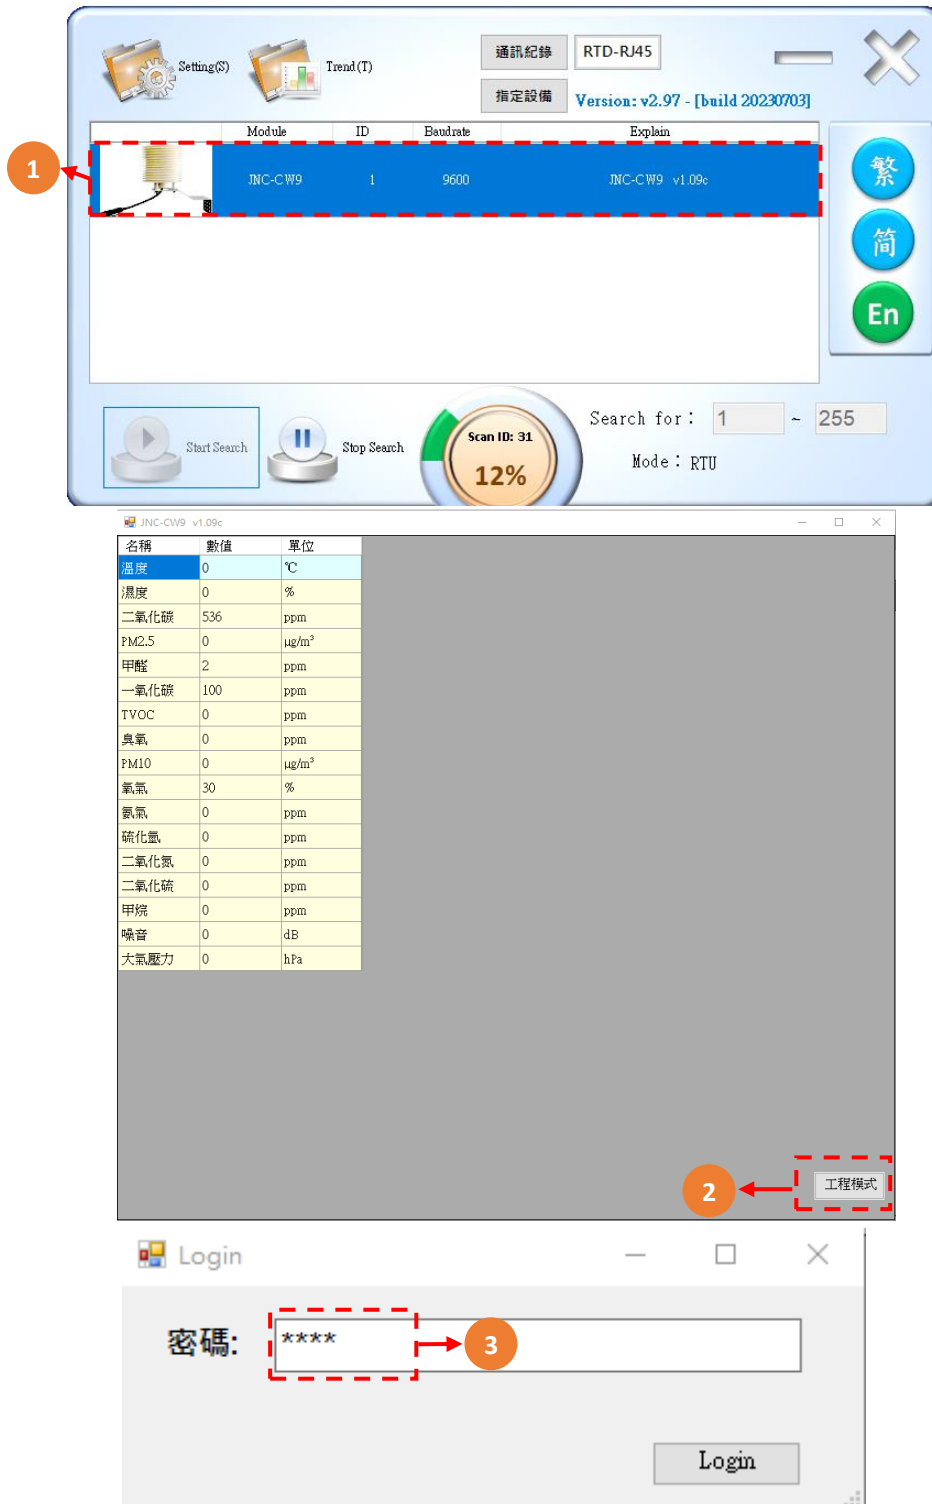 Setting(S)
Trend (T)
通訊紀錄
RTD-RJ45
指定設備
Version: v2.97 - [build 20230703]
Module ID Baudrate Explain
1
JNC-CW9 1 9600 JNC-CW9 v1.09c
繁
简
En
Start Search
Stop Search
Scan ID: 31
12%
Search for : 1 ~ 255
Mode : RTU
JNC-CW9 v1.09c
名稱 數值 單位
溫度 0 ℃
濕度 0 %
二氧化碳 536 ppm
PM2.5 0 μg/m³
甲醛 2 ppm
一氧化碳 100 ppm
TVOC 0 ppm
臭氧 0 ppm
PM10 0 μg/m³
氧氣 30 %
氨氣 0 ppm
硫化氫 0 ppm
二氧化氮 0 ppm
二氧化硫 0 ppm
甲烷 0 ppm
噪音 0 dB
大氣壓力 0 hPa
2
工程模式
Login
密碼: ****
3
Login